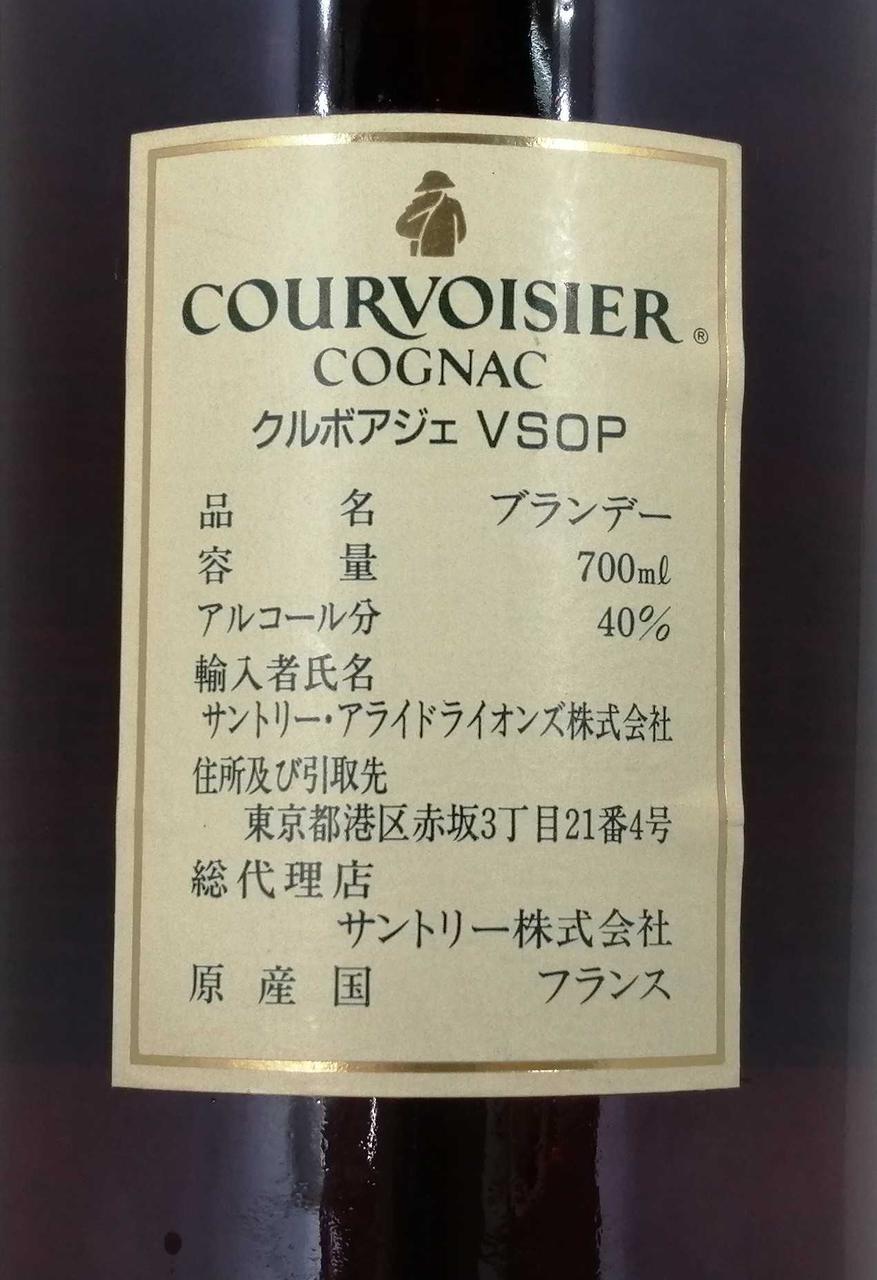 COURVOISIER®
COGNAC
クルボアジェ VSOP
品名 ブランデー
容量 700mℓ
アルコール分 40%
輸入者氏名
サントリー・アライドライオンズ株式会社
住所及び引取先
東京都港区赤坂3丁目21番4号
総代理店
サントリー株式会社
原産国 フランス